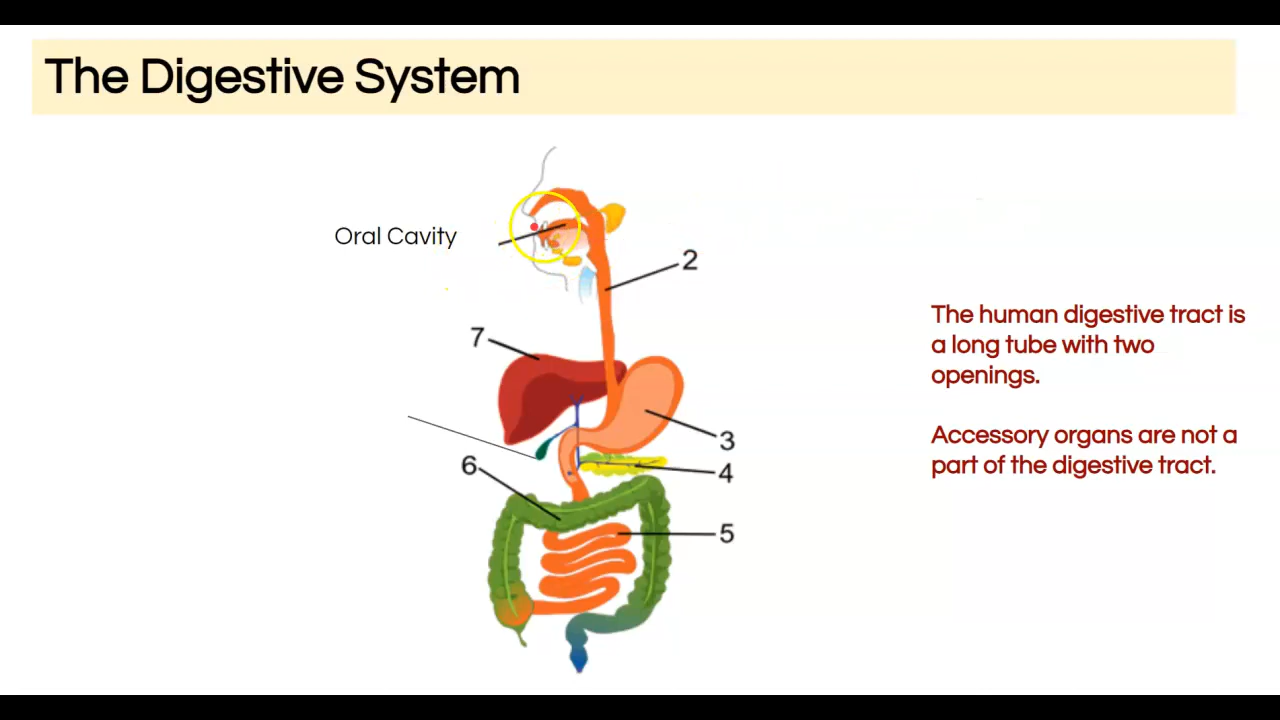 The Digestive System
Oral Cavity
2
7
3
6
4
5
The human digestive tract is
a long tube with two
openings.
Accessory organs are not a
part of the digestive tract.